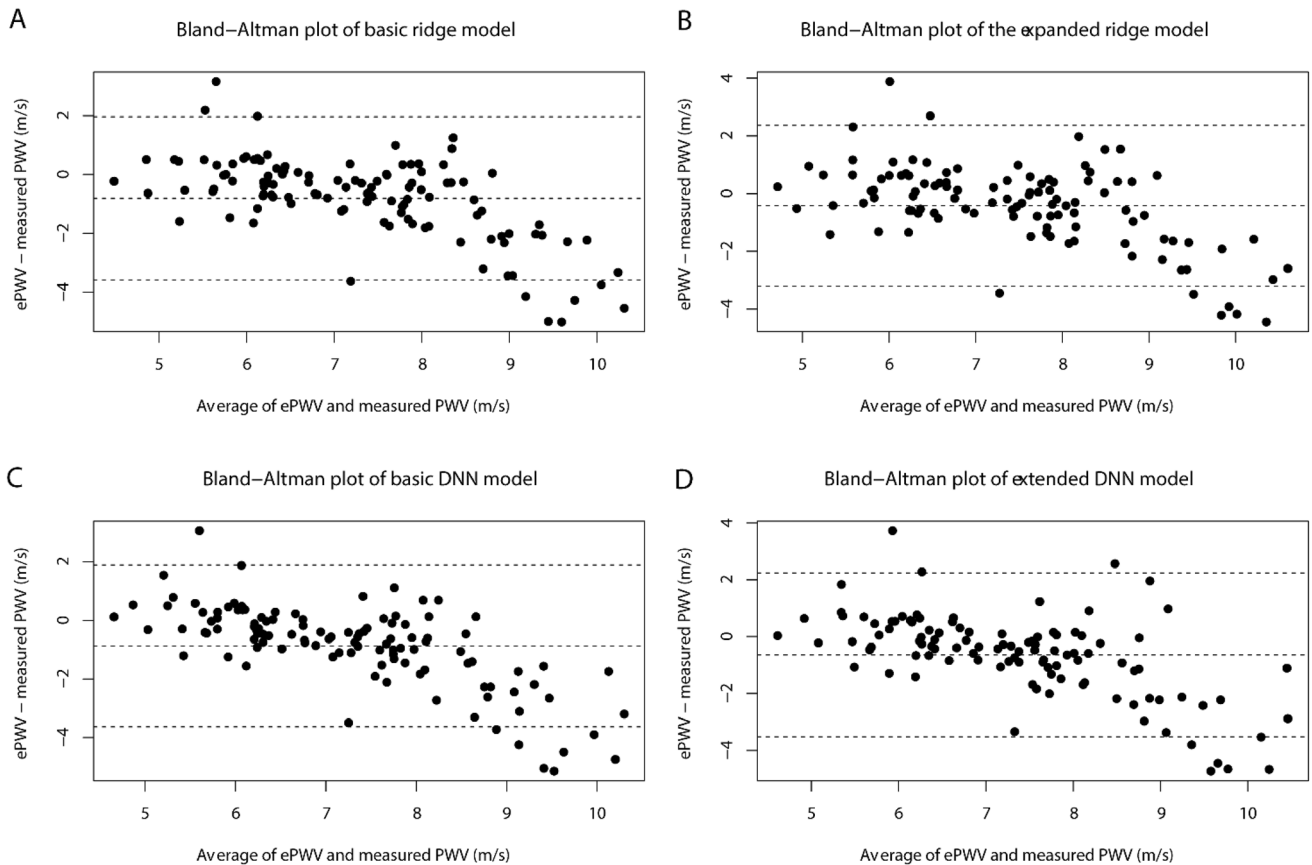 A
Bland−Altman plot of basic ridge model
ePWV − measured PWV (m/s)
2
0
−2
−4
5 6 7 8 9 10
Average of ePWV and measured PWV (m/s)
B
Bland−Altman plot of the expanded ridge model
ePWV − measured PWV (m/s)
4
2
0
−2
−4
5 6 7 8 9 10
Average of ePWV and measured PWV (m/s)
C
Bland−Altman plot of basic DNN model
ePWV − measured PWV (m/s)
2
0
−2
−4
5 6 7 8 9 10
Average of ePWV and measured PWV (m/s)
D
Bland−Altman plot of extended DNN model
ePWV − measured PWV (m/s)
4
2
0
−2
−4
5 6 7 8 9 10
Average of ePWV and measured PWV (m/s)